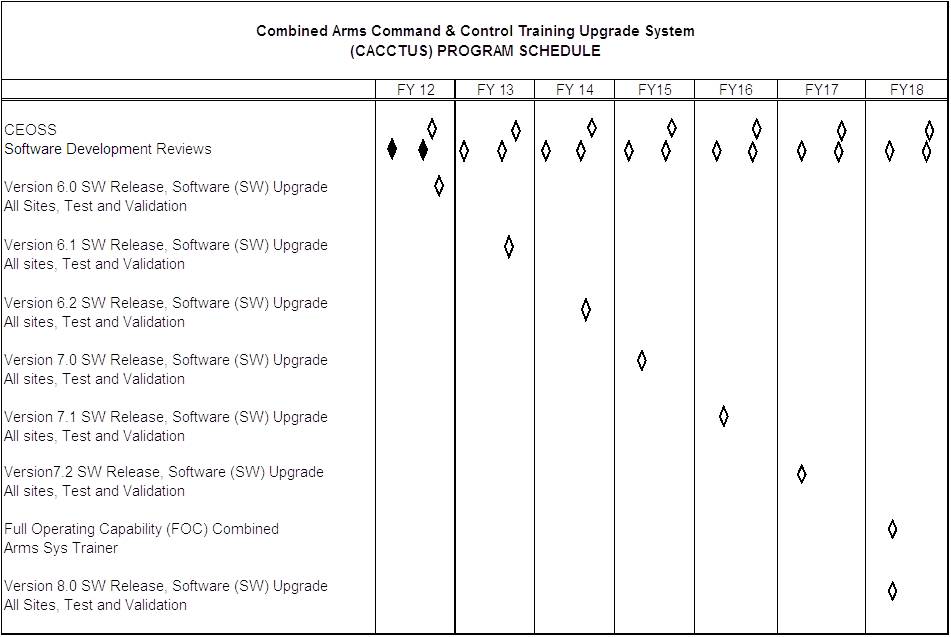 Combined Arms Command & Control Training Upgrade System
(CACCTUS) PROGRAM SCHEDULE
FY 12 FY 13 FY 14 FY15 FY16 FY17 FY18
CEOSS
Software Development Reviews
Version 6.0 SW Release, Software (SW) Upgrade
All Sites, Test and Validation
Version 6.1 SW Release, Software (SW) Upgrade
All sites, Test and Validation
Version 6.2 SW Release, Software (SW) Upgrade
All sites, Test and Validation
Version 7.0 SW Release, Software (SW) Upgrade
All sites, Test and Validation
Version 7.1 SW Release, Software (SW) Upgrade
All sites, Test and Validation
Version7.2 SW Release, Software (SW) Upgrade
All sites, Test and Validation
Full Operating Capability (FOC) Combined
Arms Sys Trainer
Version 8.0 SW Release, Software (SW) Upgrade
All Sites, Test and Validation